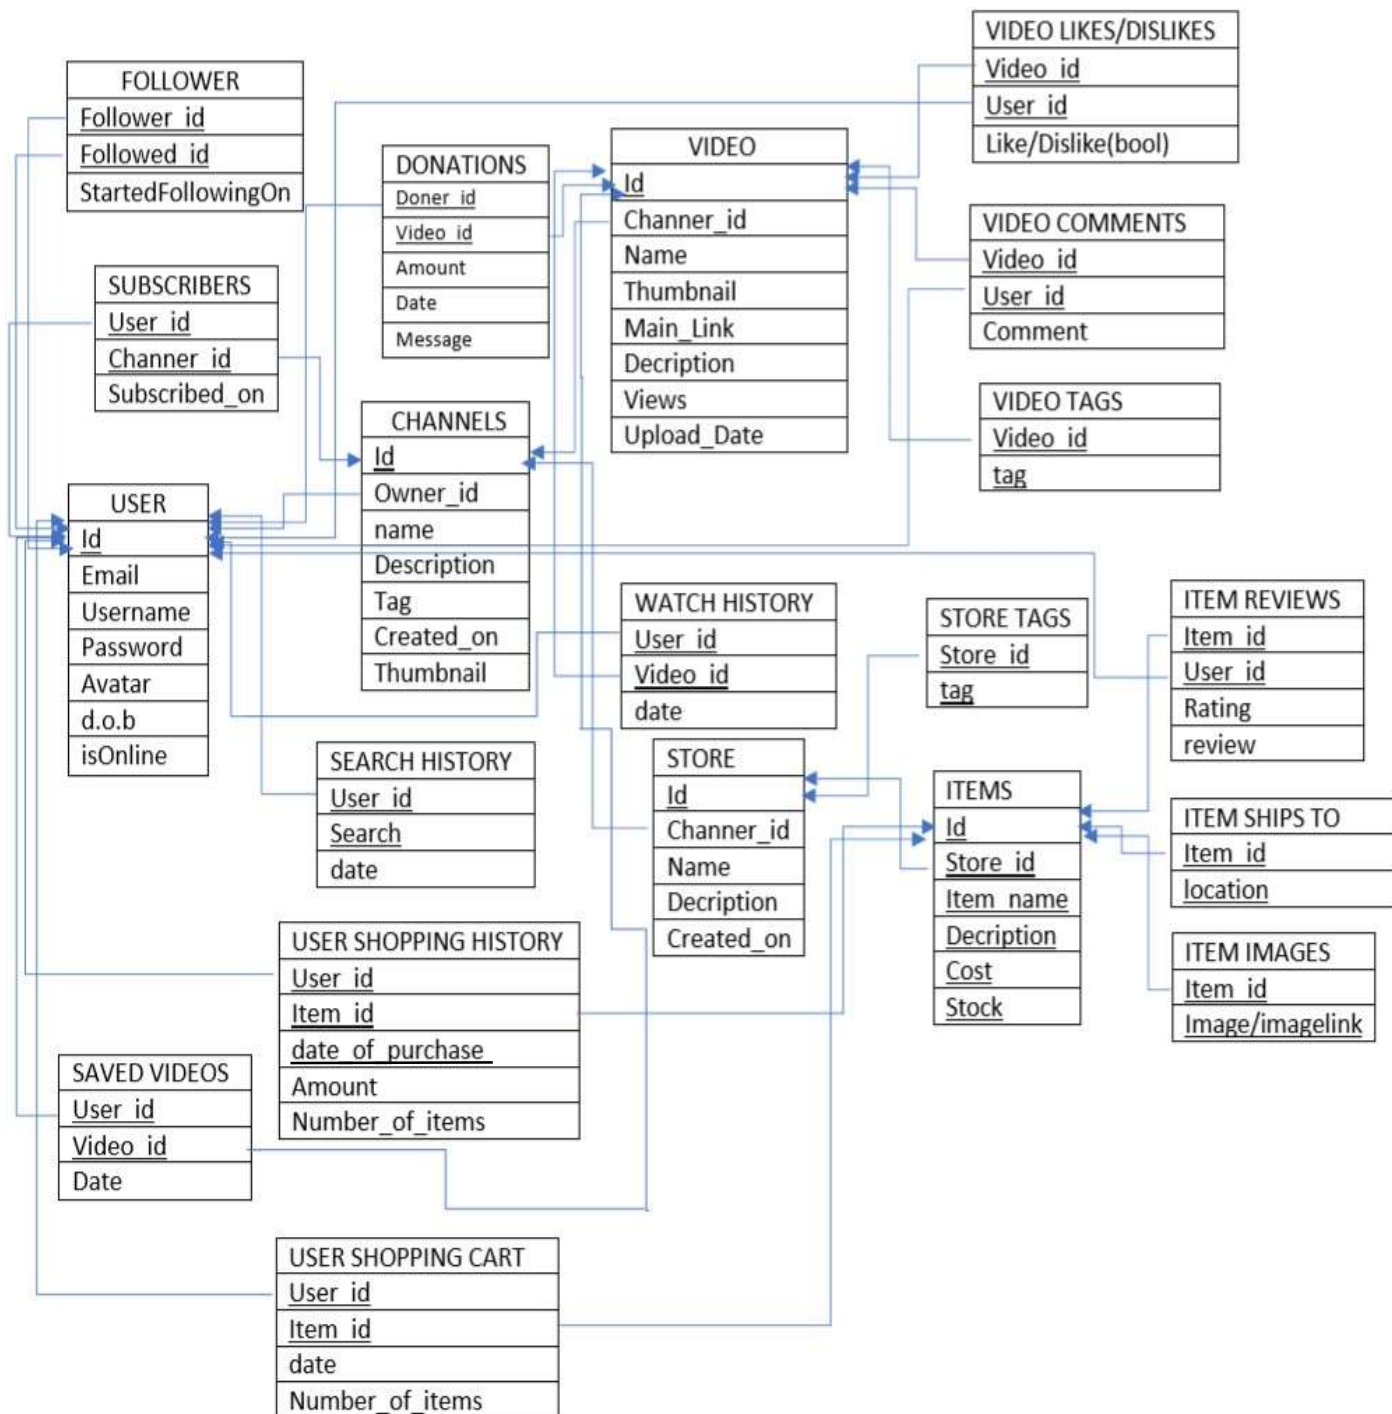 FOLLOWER
Follower_id
Followed_id
StartedFollowingOn
SUBSCRIBERS
User_id
Channer_id
Subscribed_on
USER
Id
Email
Username
Password
Avatar
d.o.b
isOnline
DONATIONS
Doner_id
Video_id
Amount
Date
Message
CHANNELS
Id
Owner_id
name
Description
Tag
Created_on
Thumbnail
VIDEO
Id
Channer_id
Name
Thumbnail
Main_Link
Decription
Views
Upload_Date
VIDEO LIKES/DISLIKES
Video_id
User_id
Like/Dislike(bool)
VIDEO COMMENTS
Video_id
User_id
Comment
VIDEO TAGS
Video_id
tag
WATCH HISTORY
User_id
Video_id
date
STORE TAGS
Store_id
tag
ITEM REVIEWS
Item_id
User_id
Rating
review
SEARCH HISTORY
User_id
Search
date
STORE
Id
Channer_id
Name
Decription
Created_on
ITEMS
Id
Store_id
Item_name
Decription
Cost
Stock
ITEM SHIPS TO
Item_id
location
ITEM IMAGES
Item_id
Image/imagelink
USER SHOPPING HISTORY
User_id
Item_id
date_of_purchase
Amount
Number_of_items
SAVED VIDEOS
User_id
Video_id
Date
USER SHOPPING CART
User_id
Item_id
date
Number_of_items